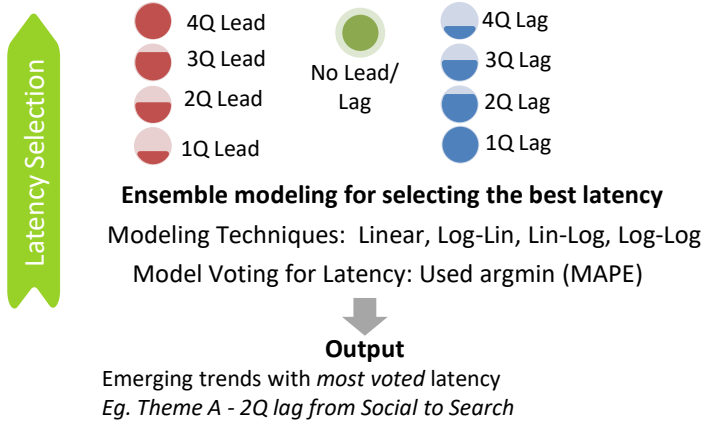 Latency Selection
4Q Lead
3Q Lead
2Q Lead
1Q Lead
No Lead/
Lag
4Q Lag
3Q Lag
2Q Lag
1Q Lag
Ensemble modeling for selecting the best latency
Modeling Techniques: Linear, Log-Lin, Lin-Log, Log-Log
Model Voting for Latency: Used argmin (MAPE)
Output
Emerging trends with most voted latency
Eg. Theme A - 2Q lag from Social to Search